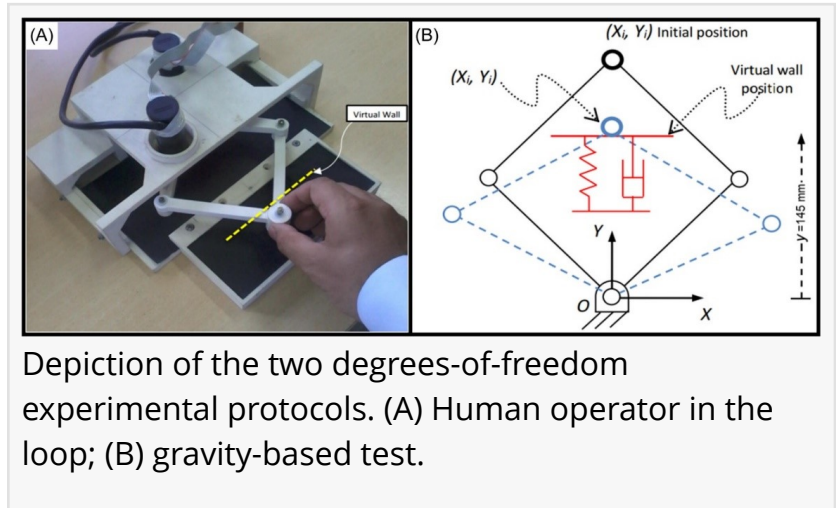 (A)
Virtual Wall
(B)
(Xᵢ, Yᵢ) Initial position
(Xᵢ, Yᵢ)
Virtual wall
position
y=145 mm
Y
O
X
Depiction of the two degrees-of-freedom
experimental protocols. (A) Human operator in the
loop; (B) gravity-based test.